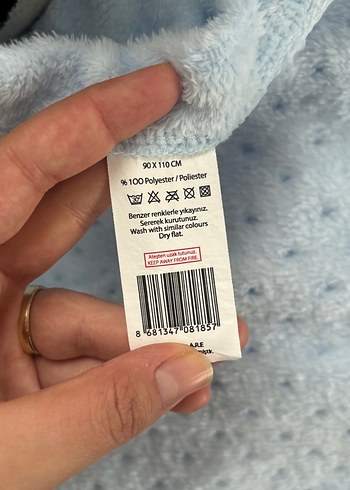 90 X 110 CM
% 100 Polyester / Poliester
Benzer renklerle yıkayınız.
Sererek kurutunuz.
Wash with similar colours
Dry flat.
Ateşten uzak tutunuz.
KEEP AWAY FROM FIRE.
8 681347 081857